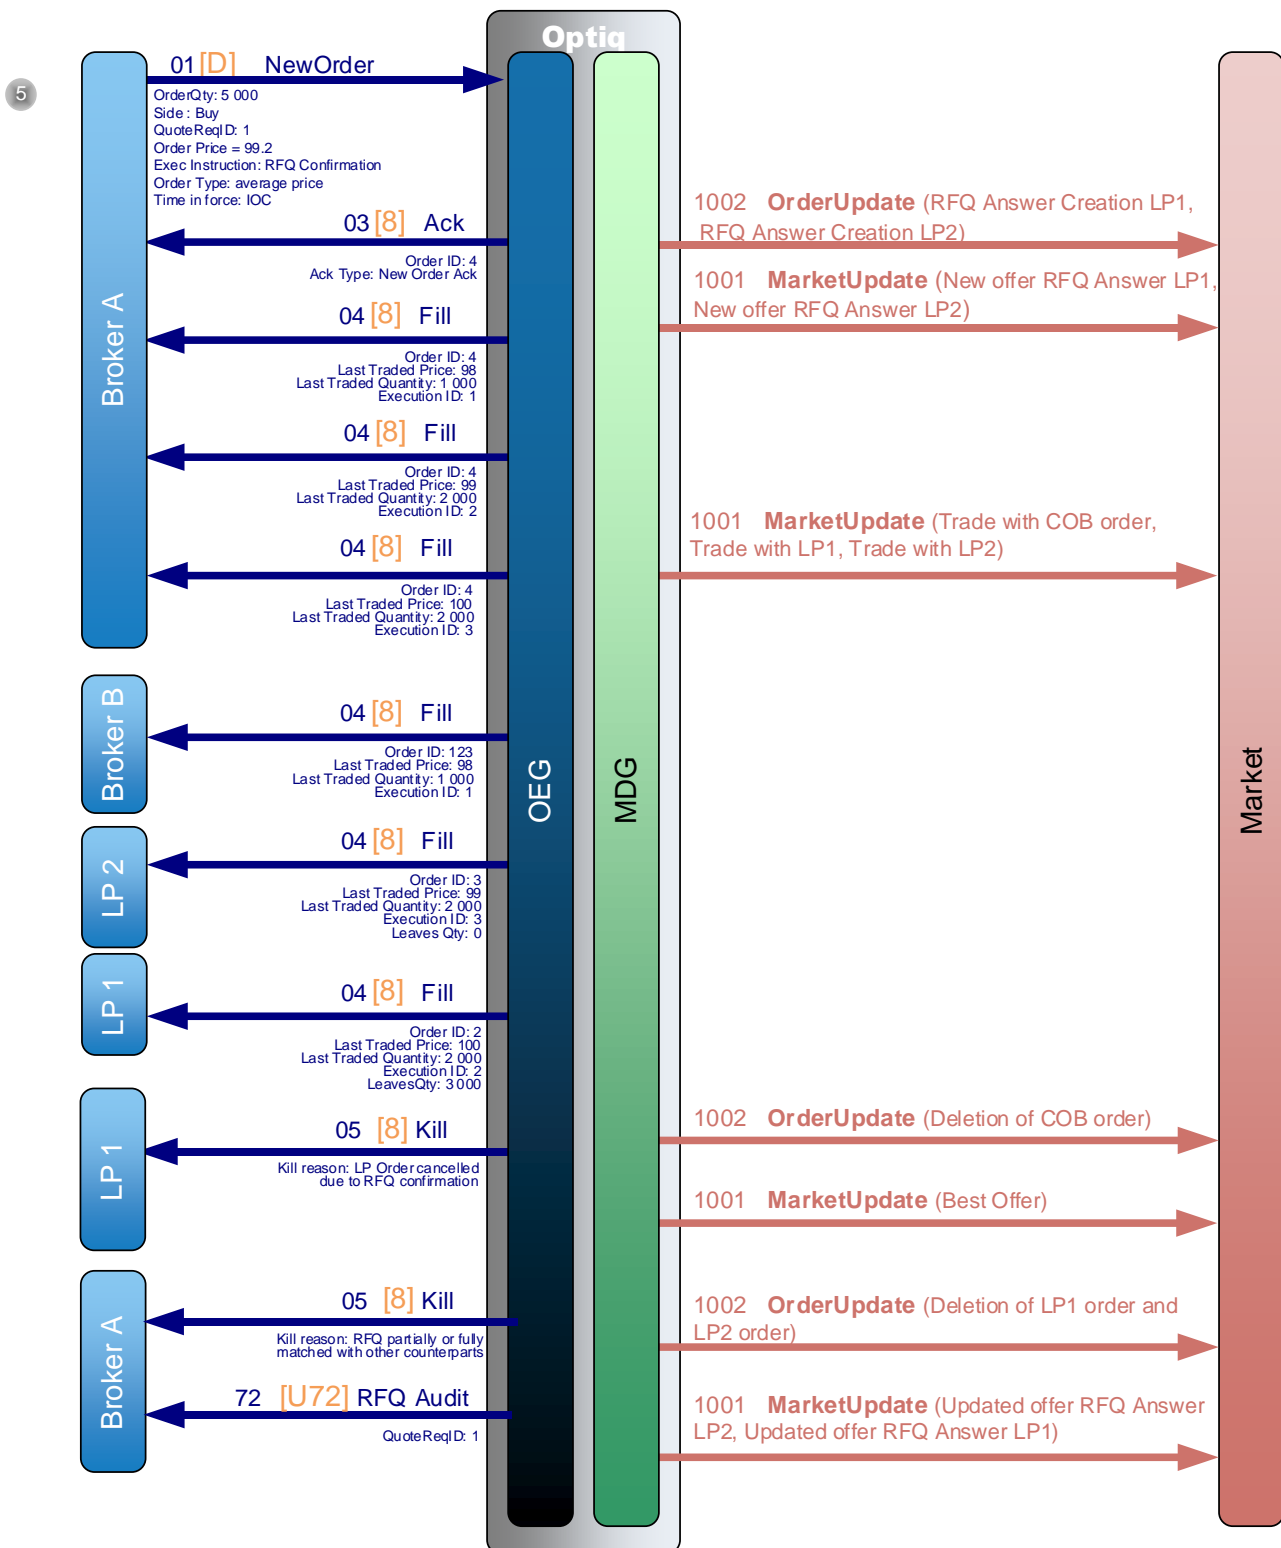 Optiq
5
01 [D] NewOrder
OrderQty: 5 000
Side : Buy
QuoteReqID: 1
Order Price = 99.2
Exec Instruction: RFQ Confirmation
Order Type: average price
Time in force: IOC
03 [8] Ack
Order ID: 4
Ack Type: New Order Ack
04 [8] Fill
Order ID: 4
Last Traded Price: 98
Last Traded Quantity: 1 000
Execution ID: 1
04 [8] Fill
Order ID: 4
Last Traded Price: 99
Last Traded Quantity: 2 000
Execution ID: 2
04 [8] Fill
Order ID: 4
Last Traded Price: 100
Last Traded Quantity: 2 000
Execution ID: 3
Broker A
Broker B
04 [8] Fill
Order ID: 123
Last Traded Price: 98
Last Traded Quantity: 1 000
Execution ID: 1
LP 2
04 [8] Fill
Order ID: 3
Last Traded Price: 99
Last Traded Quantity: 2 000
Execution ID: 3
Leaves Qty: 0
LP 1
04 [8] Fill
Order ID: 2
Last Traded Price: 100
Last Traded Quantity: 2 000
Execution ID: 2
LeavesQty: 3 000
LP 1
05 [8] Kill
Kill reason: LP Order cancelled
due to RFQ confirmation
Broker A
05 [8] Kill
Kill reason: RFQ partially or fully
matched with other counterparts
72 [U72] RFQ Audit
QuoteReqID: 1
OEG
MDG
1002 OrderUpdate (RFQ Answer Creation LP1,
RFQ Answer Creation LP2)
1001 MarketUpdate (New offer RFQ Answer LP1,
New offer RFQ Answer LP2)
1001 MarketUpdate (Trade with COB order,
Trade with LP1, Trade with LP2)
1002 OrderUpdate (Deletion of COB order)
1001 MarketUpdate (Best Offer)
1002 OrderUpdate (Deletion of LP1 order and
LP2 order)
1001 MarketUpdate (Updated offer RFQ Answer
LP2, Updated offer RFQ Answer LP1)
Market